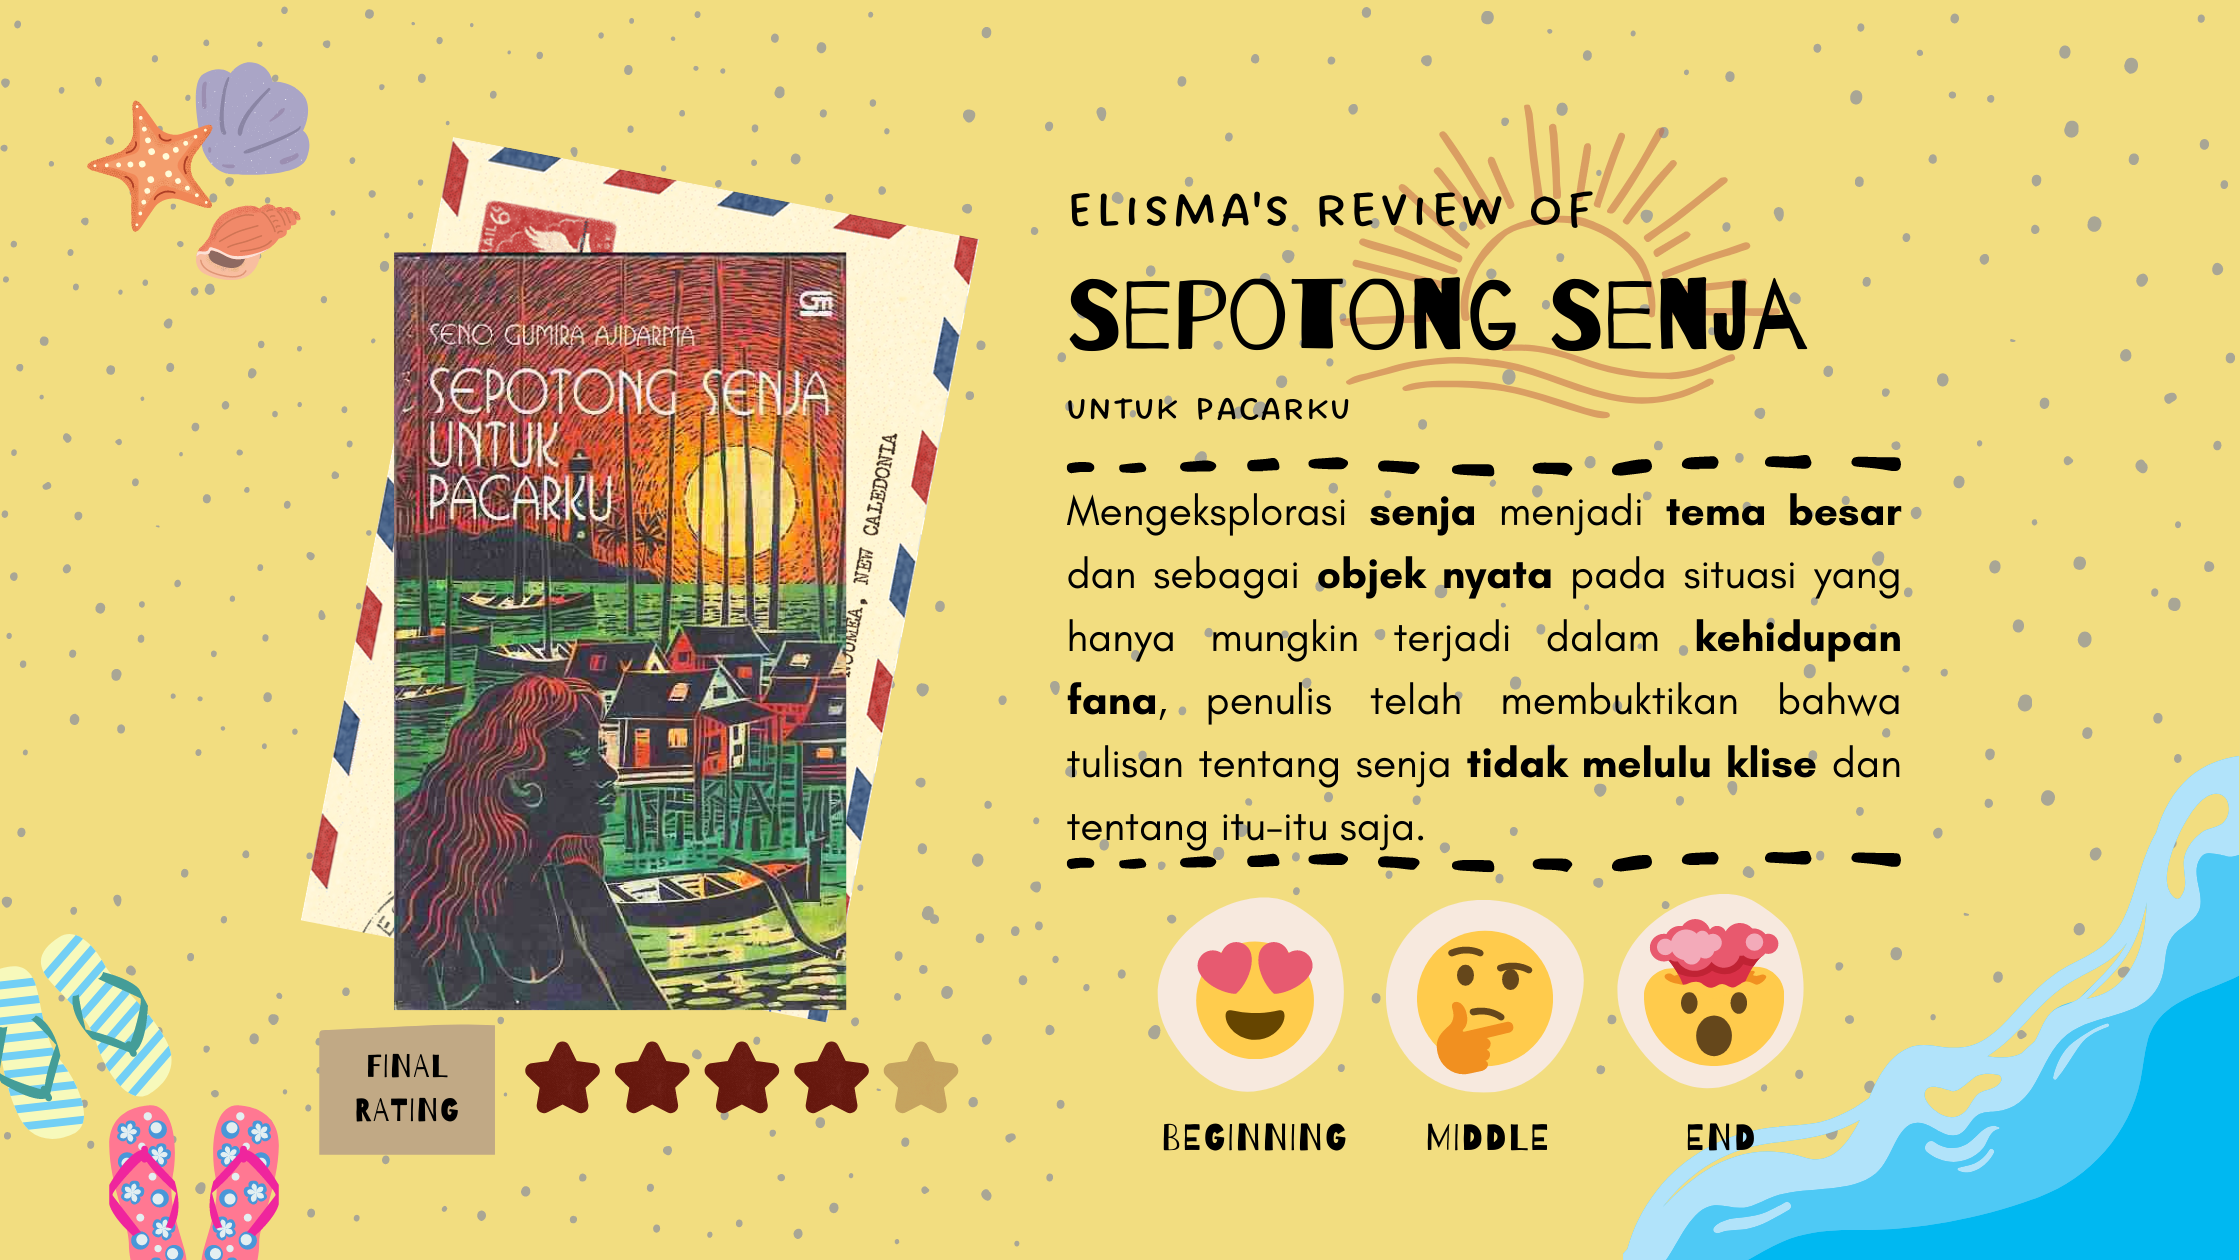 ELISMA'S REVIEW OF
SEPOTONG SENJA
UNTUK PACARKU
Mengeksplorasi senja menjadi tema besar
dan sebagai objek nyata pada situasi yang
hanya mungkin terjadi dalam kehidupan
fana, penulis telah membuktikan bahwa
tulisan tentang senja tidak melulu klise dan
tentang itu-itu saja.
BEGINNING
MIDDLE
END
SENO GUMIRA AJIDARMA
SEPOTONG SENJA
UNTUK
PACARKU
NOUMEA, NEW CALEDONIA
6¢
FINAL
RATING